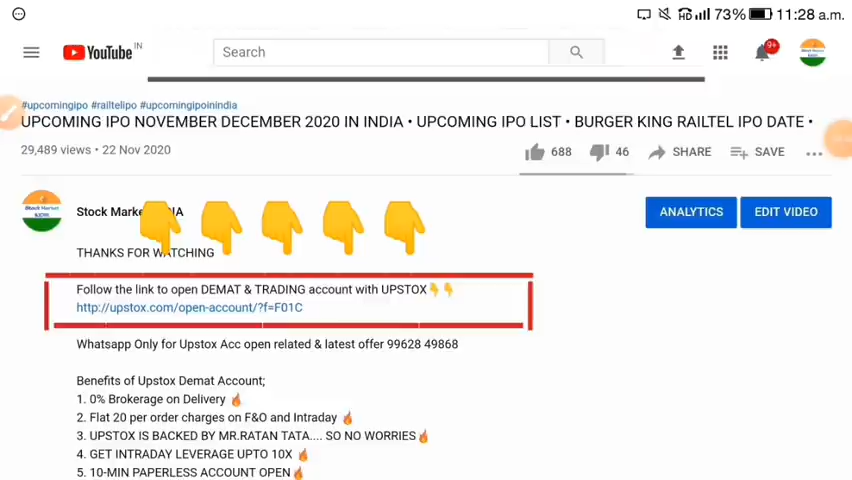 73% 11:28 a.m.
YouTube IN
Search
9+
#upcomingipo #railtelipo #upcomingipoinindia
UPCOMING IPO NOVEMBER DECEMBER 2020 IN INDIA • UPCOMING IPO LIST • BURGER KING RAILTEL IPO DATE •
29,489 views • 22 Nov 2020
688 46 SHARE SAVE
Stock Marke IA
ANALYTICS EDIT VIDEO
THANKS FOR WATCHING
Follow the link to open DEMAT & TRADING account with UPSTOX👇👇
http://upstox.com/open-account/?f=F01C
Whatsapp Only for Upstox Acc open related & latest offer 99628 49868
Benefits of Upstox Demat Account;
1. 0% Brokerage on Delivery 🔥
2. Flat 20 per order charges on F&O and Intraday 🔥
3. UPSTOX IS BACKED BY MR.RATAN TATA.... SO NO WORRIES🔥
4. GET INTRADAY LEVERAGE UPTO 10X 🔥
5. 10-MIN PAPERLESS ACCOUNT OPEN🔥